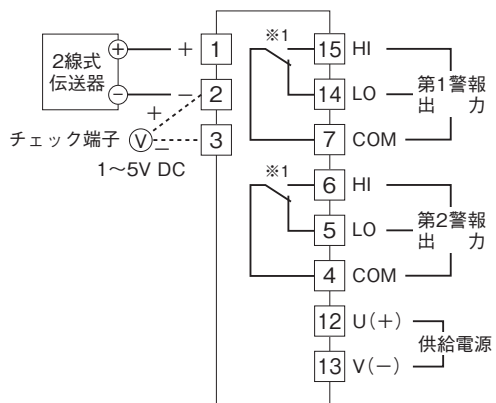 2線式
伝送器
+
−
+ 1
− 2
3
+
−
V
チェック端子
1〜5V DC
※1
15 HI
14 LO
7 COM
第1警報
出 力
※1
6 HI
5 LO
4 COM
第2警報
出 力
12 U(+)
13 V(−)
供給電源